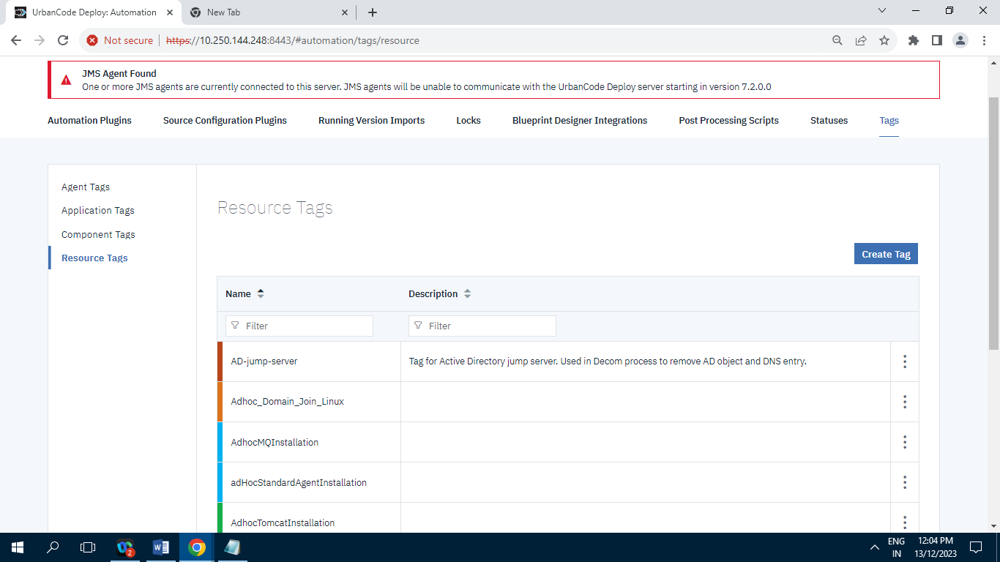 UrbanCode Deploy: Automation
New Tab
Not secure https://10.250.144.248:8443/#automation/tags/resource
JMS Agent Found
One or more JMS agents are currently connected to this server. JMS agents will be unable to communicate with the UrbanCode Deploy server starting in version 7.2.0.0
Automation Plugins Source Configuration Plugins Running Version Imports Locks Blueprint Designer Integrations Post Processing Scripts Statuses Tags
Agent Tags
Application Tags
Component Tags
Resource Tags
Resource Tags
Create Tag
Name Description
Filter Filter
AD-jump-server Tag for Active Directory jump server. Used in Decom process to remove AD object and DNS entry.
Adhoc_Domain_Join_Linux
AdhocMQInstallation
adHocStandardAgentInstallation
AdhocTomcatInstallation
2
ENG
IN
12:04 PM
13/12/2023